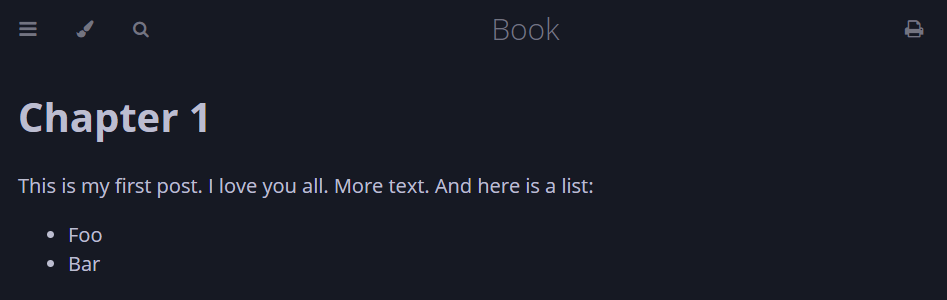 Book
Chapter 1
This is my first post. I love you all. More text. And here is a list:
Foo
Bar